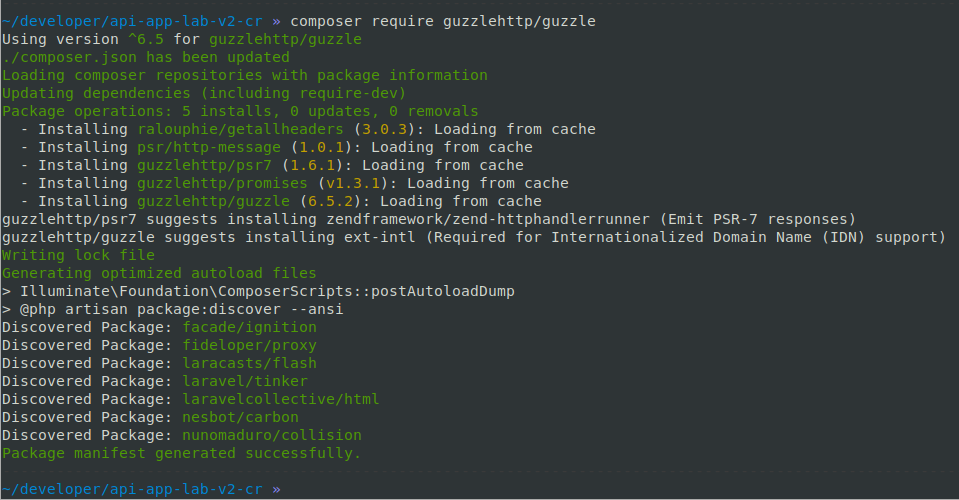 ~/developer/api-app-lab-v2-cr » composer require guzzlehttp/guzzle
Using version ^6.5 for guzzlehttp/guzzle
./composer.json has been updated
Loading composer repositories with package information
Updating dependencies (including require-dev)
Package operations: 5 installs, 0 updates, 0 removals
  - Installing ralouphie/getallheaders (3.0.3): Loading from cache
  - Installing psr/http-message (1.0.1): Loading from cache
  - Installing guzzlehttp/psr7 (1.6.1): Loading from cache
  - Installing guzzlehttp/promises (v1.3.1): Loading from cache
  - Installing guzzlehttp/guzzle (6.5.2): Loading from cache
guzzlehttp/psr7 suggests installing zendframework/zend-httphandlerrunner (Emit PSR-7 responses)
guzzlehttp/guzzle suggests installing ext-intl (Required for Internationalized Domain Name (IDN) support)
Writing lock file
Generating optimized autoload files
> Illuminate\Foundation\ComposerScripts::postAutoloadDump
> @php artisan package:discover --ansi
Discovered Package: facade/ignition
Discovered Package: fideloper/proxy
Discovered Package: laracasts/flash
Discovered Package: laravel/tinker
Discovered Package: laravelcollective/html
Discovered Package: nesbot/carbon
Discovered Package: nunomaduro/collision
Package manifest generated successfully.
~/developer/api-app-lab-v2-cr »